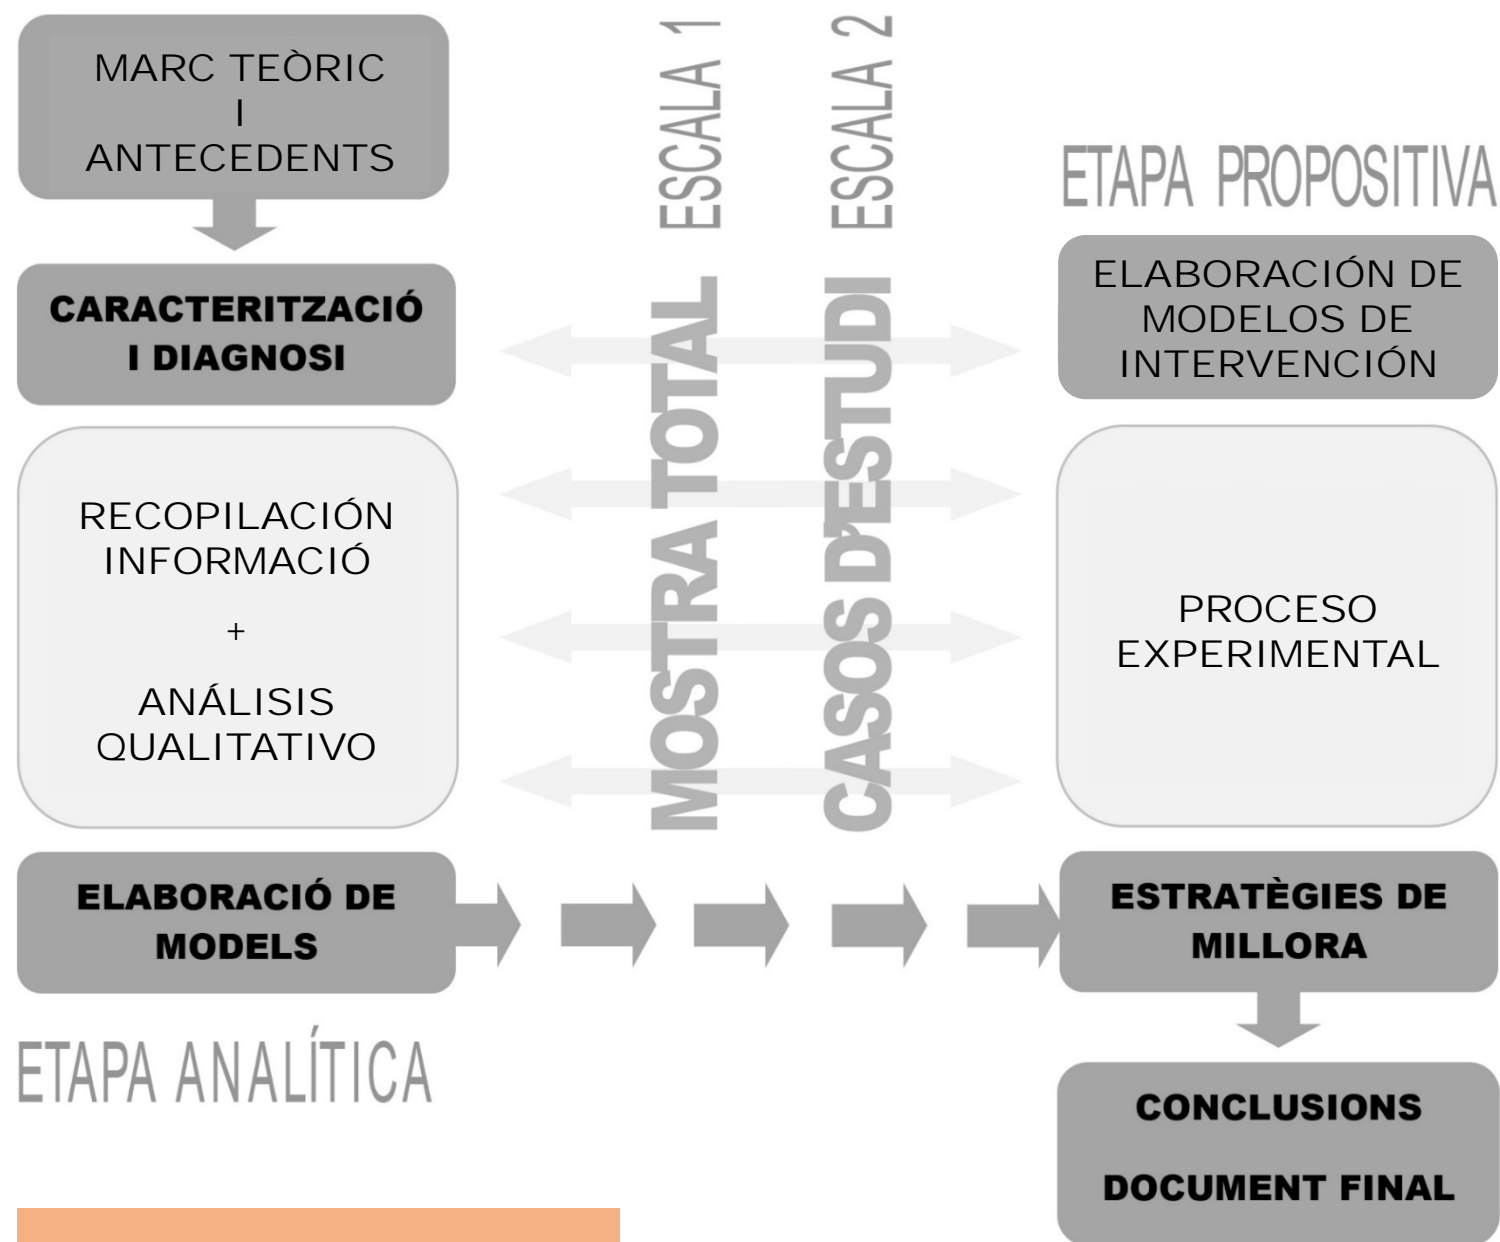 MARC TEÒRIC
I
ANTECEDENTS
CARACTERITZACIÓ
I DIAGNOSI
RECOPILACIÓN
INFORMACIÓ
+
ANÁLISIS
QUALITATIVO
ELABORACIÓ DE
MODELS
ETAPA ANALÍTICA
MOSTRA TOTAL ESCALA 1
CASOS D'ESTUDI ESCALA 2
ETAPA PROPOSITIVA
ELABORACIÓN DE
MODELOS DE
INTERVENCIÓN
PROCESO
EXPERIMENTAL
ESTRATÈGIES DE
MILLORA
CONCLUSIONS
DOCUMENT FINAL